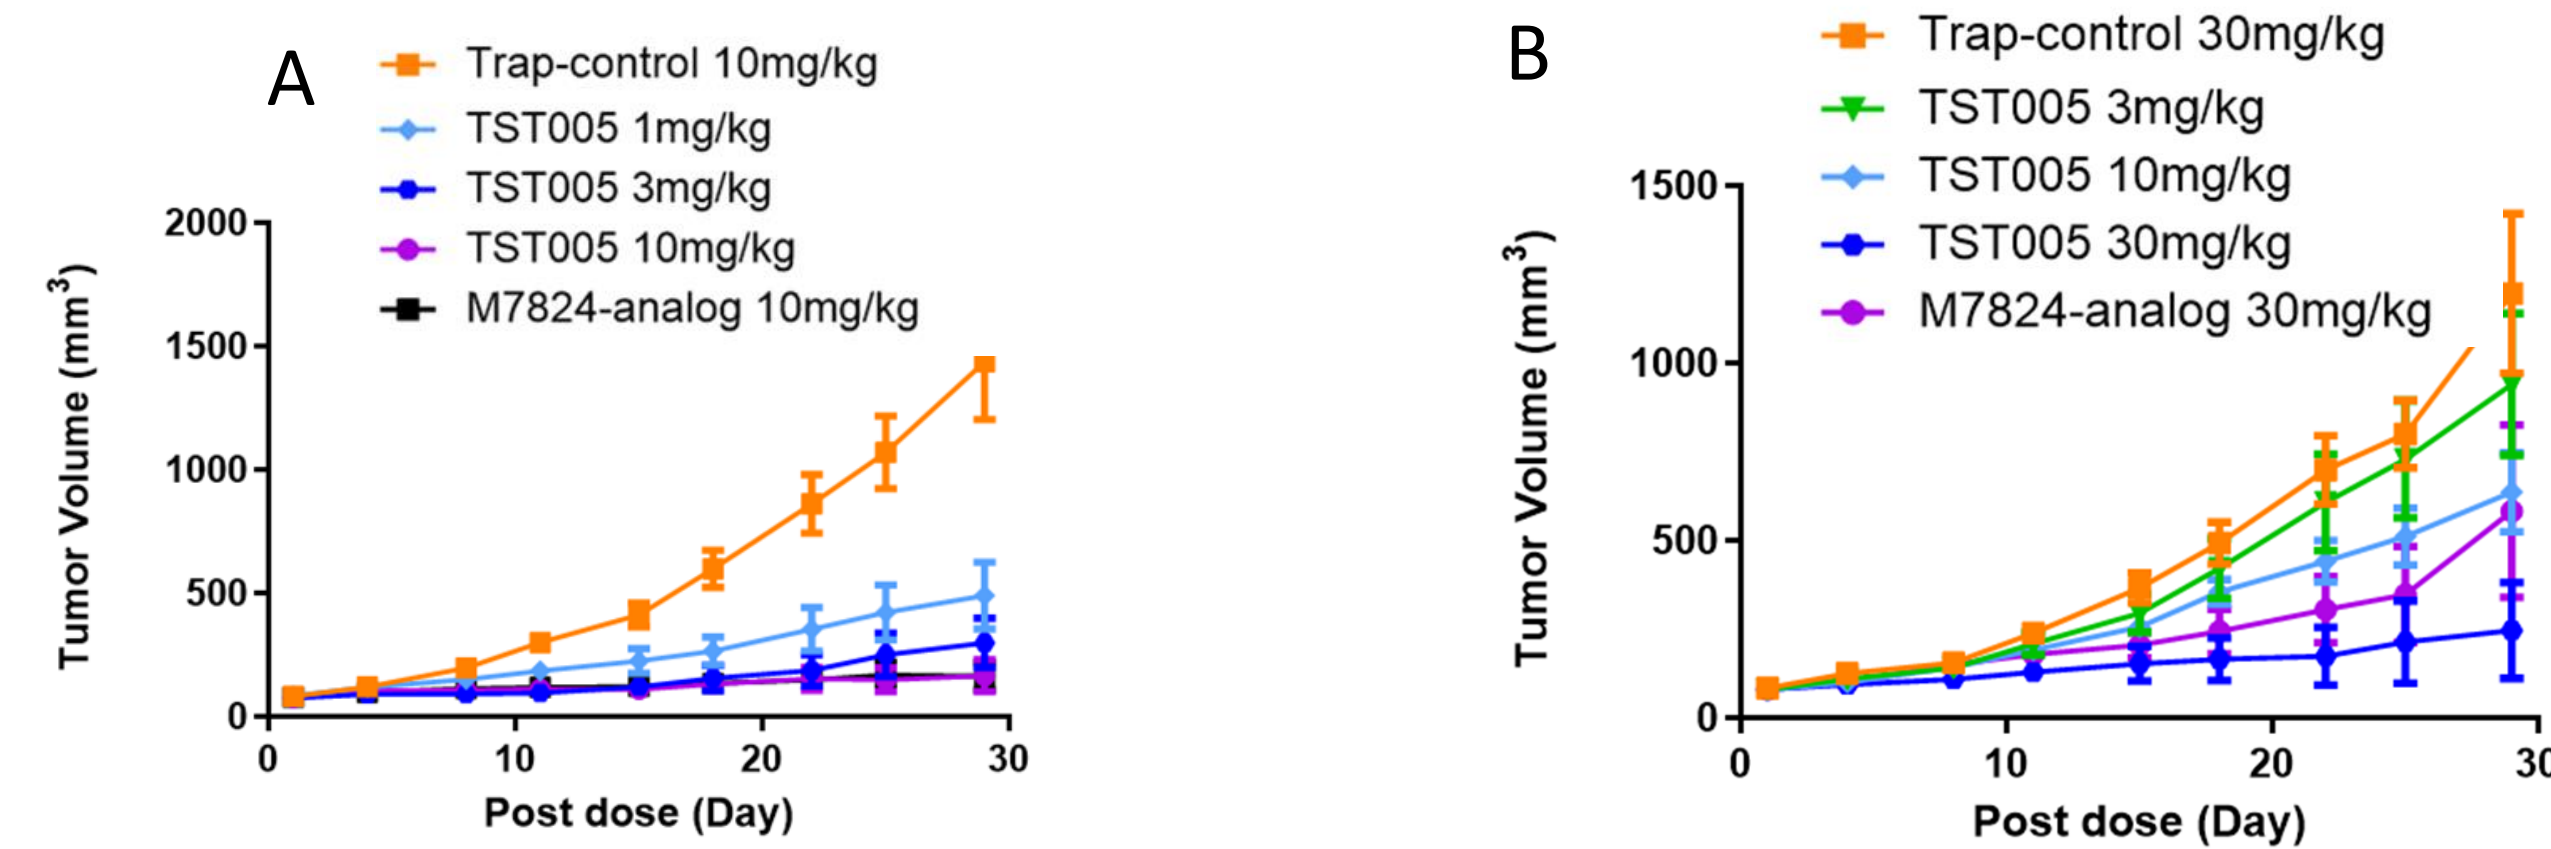 A
Trap-control 10mg/kg
TST005 1mg/kg
TST005 3mg/kg
TST005 10mg/kg
M7824-analog 10mg/kg
2000
1500
1000
500
0
0 10 20 30
Tumor Volume (mm³)
Post dose (Day)
B
Trap-control 30mg/kg
TST005 3mg/kg
TST005 10mg/kg
TST005 30mg/kg
M7824-analog 30mg/kg
1500
1000
500
0
0 10 20 30
Tumor Volume (mm³)
Post dose (Day)